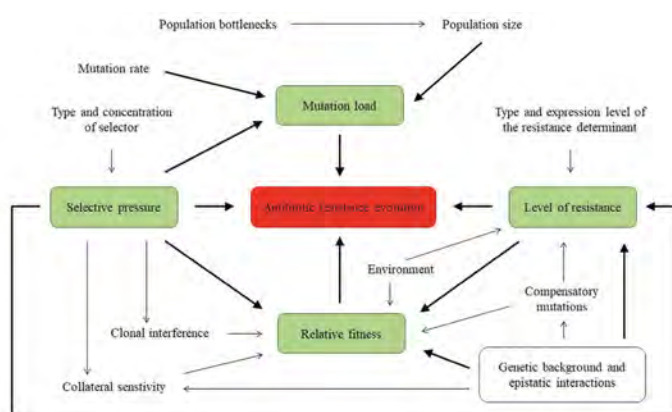 Population bottlenecks
Population size
Mutation rate
Mutation load
Type and concentration
of selector
Type and expression level of
the resistance determinant
Selective pressure
Antibiotic resistance evolution
Level of resistance
Environment
Compensatory
mutations
Clonal interference
Relative fitness
Genetic background and
epistatic interactions
Collateral senstivity